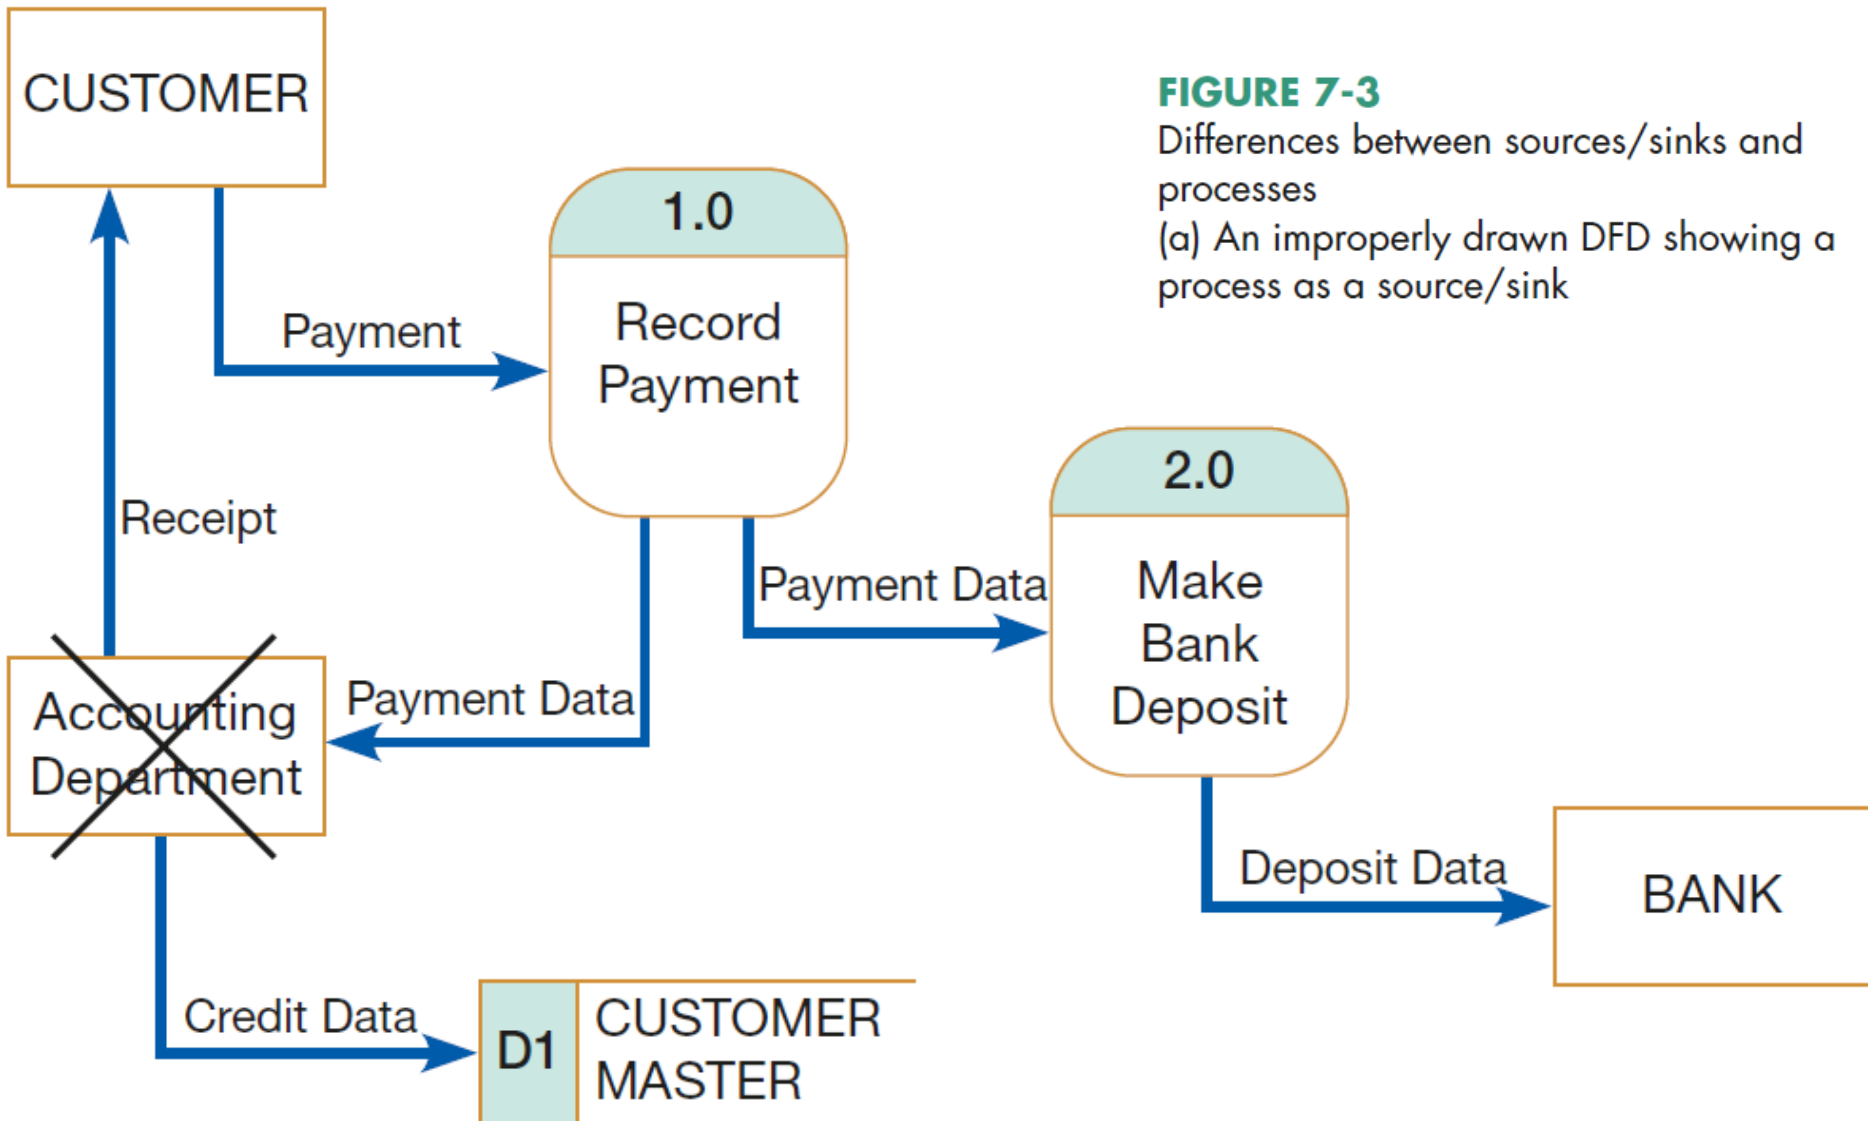 CUSTOMER
FIGURE 7-3
Differences between sources/sinks and
processes
(a) An improperly drawn DFD showing a
process as a source/sink
1.0
Record
Payment
Payment
Receipt
2.0
Make
Bank
Deposit
Payment Data
Payment Data
Accounting
Department
Deposit Data
BANK
Credit Data
D1
CUSTOMER
MASTER